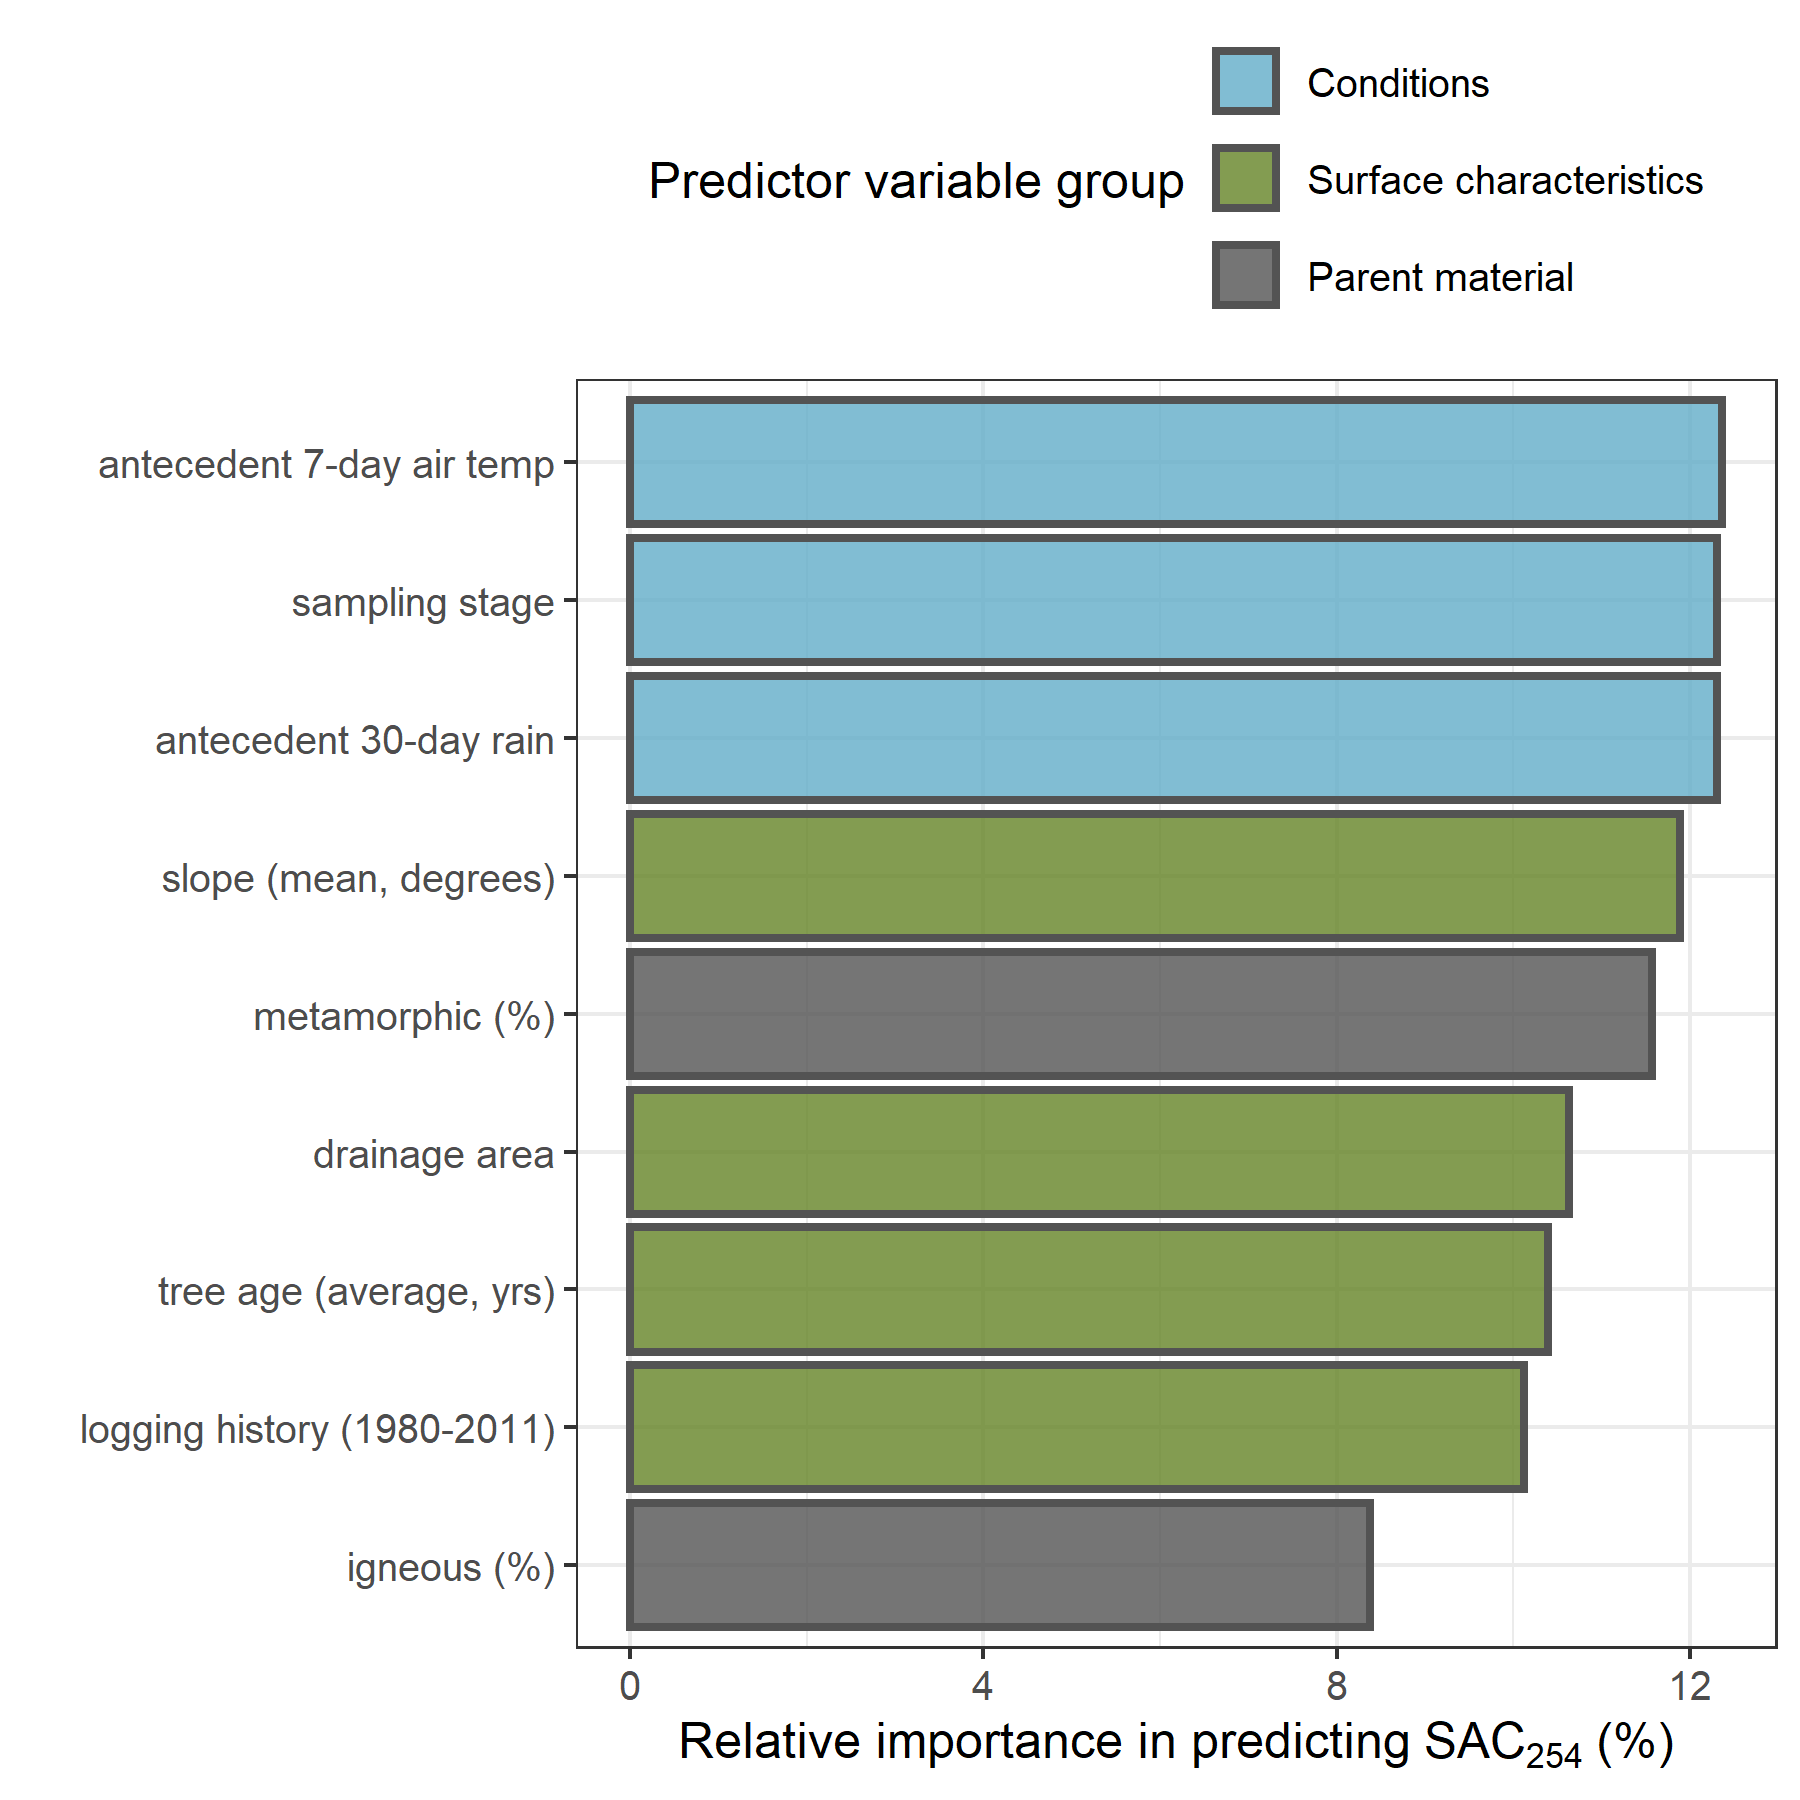 Conditions
Predictor variable group
Surface characteristics
Parent material
antecedent 7-day air temp
sampling stage
antecedent 30-day rain
slope (mean, degrees)
metamorphic (%)
drainage area
tree age (average, yrs)
logging history (1980-2011)
igneous (%)
0 4 8 12
Relative importance in predicting SAC₂₅₄ (%)